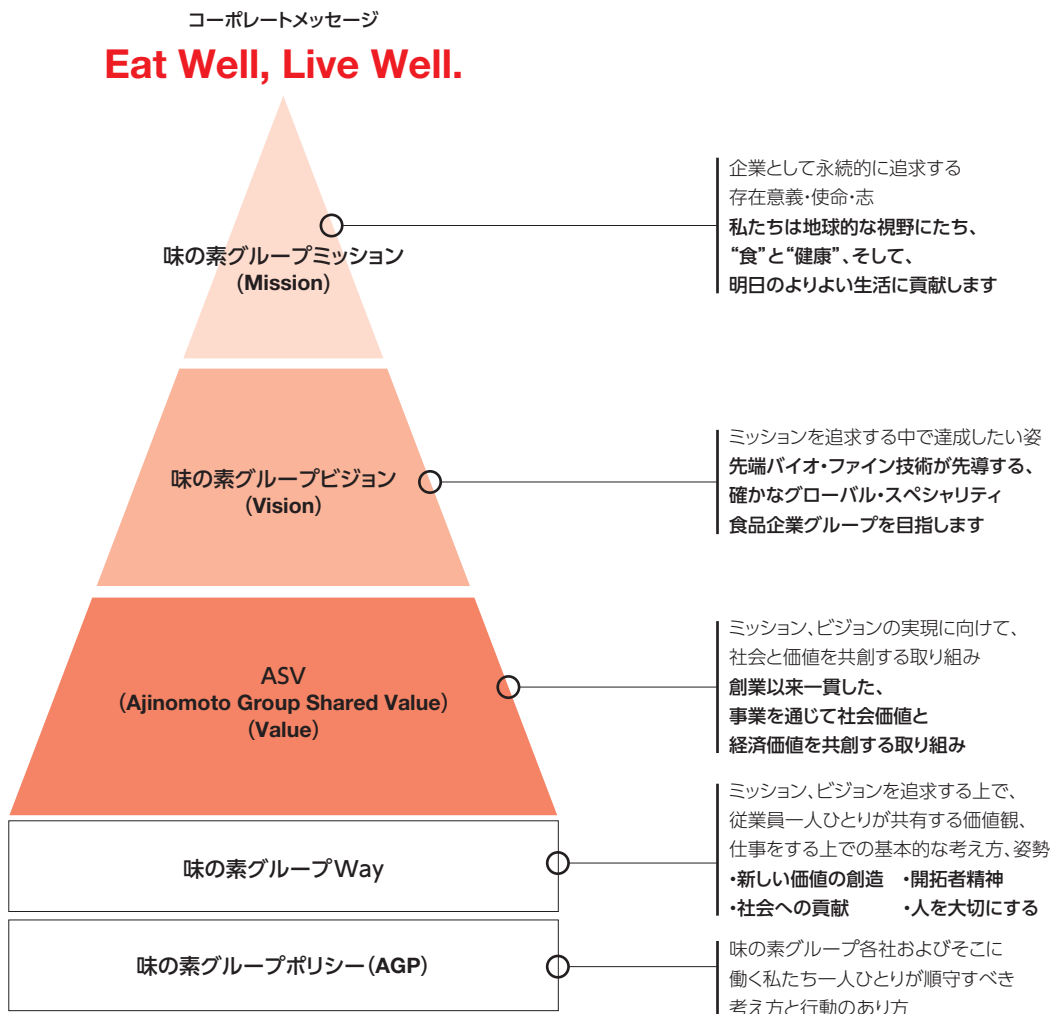 コーポレートメッセージ
Eat Well, Live Well.
味の素グループミッション
(Mission)
企業として永続的に追求する
存在意義・使命・志
私たちは地球的な視野にたち、
“食”と“健康”、そして、
明日のよりよい生活に貢献します
味の素グループビジョン
(Vision)
ミッションを追求する中で達成したい姿
先端バイオ・ファイン技術が先導する、
確かなグローバル・スペシャリティ
食品企業グループを目指します
ASV
(Ajinomoto Group Shared Value)
(Value)
ミッション、ビジョンの実現に向けて、
社会と価値を共創する取り組み
創業以来一貫した、
事業を通じて社会価値と
経済価値を共創する取り組み
味の素グループWay
ミッション、ビジョンを追求する上で、
従業員一人ひとりが共有する価値観、
仕事をする上での基本的な考え方、姿勢
・新しい価値の創造 ・開拓者精神
・社会への貢献 ・人を大切にする
味の素グループポリシー(AGP)
味の素グループ各社およびそこに
働く私たち一人ひとりが順守すべき
考え方と行動のあり方